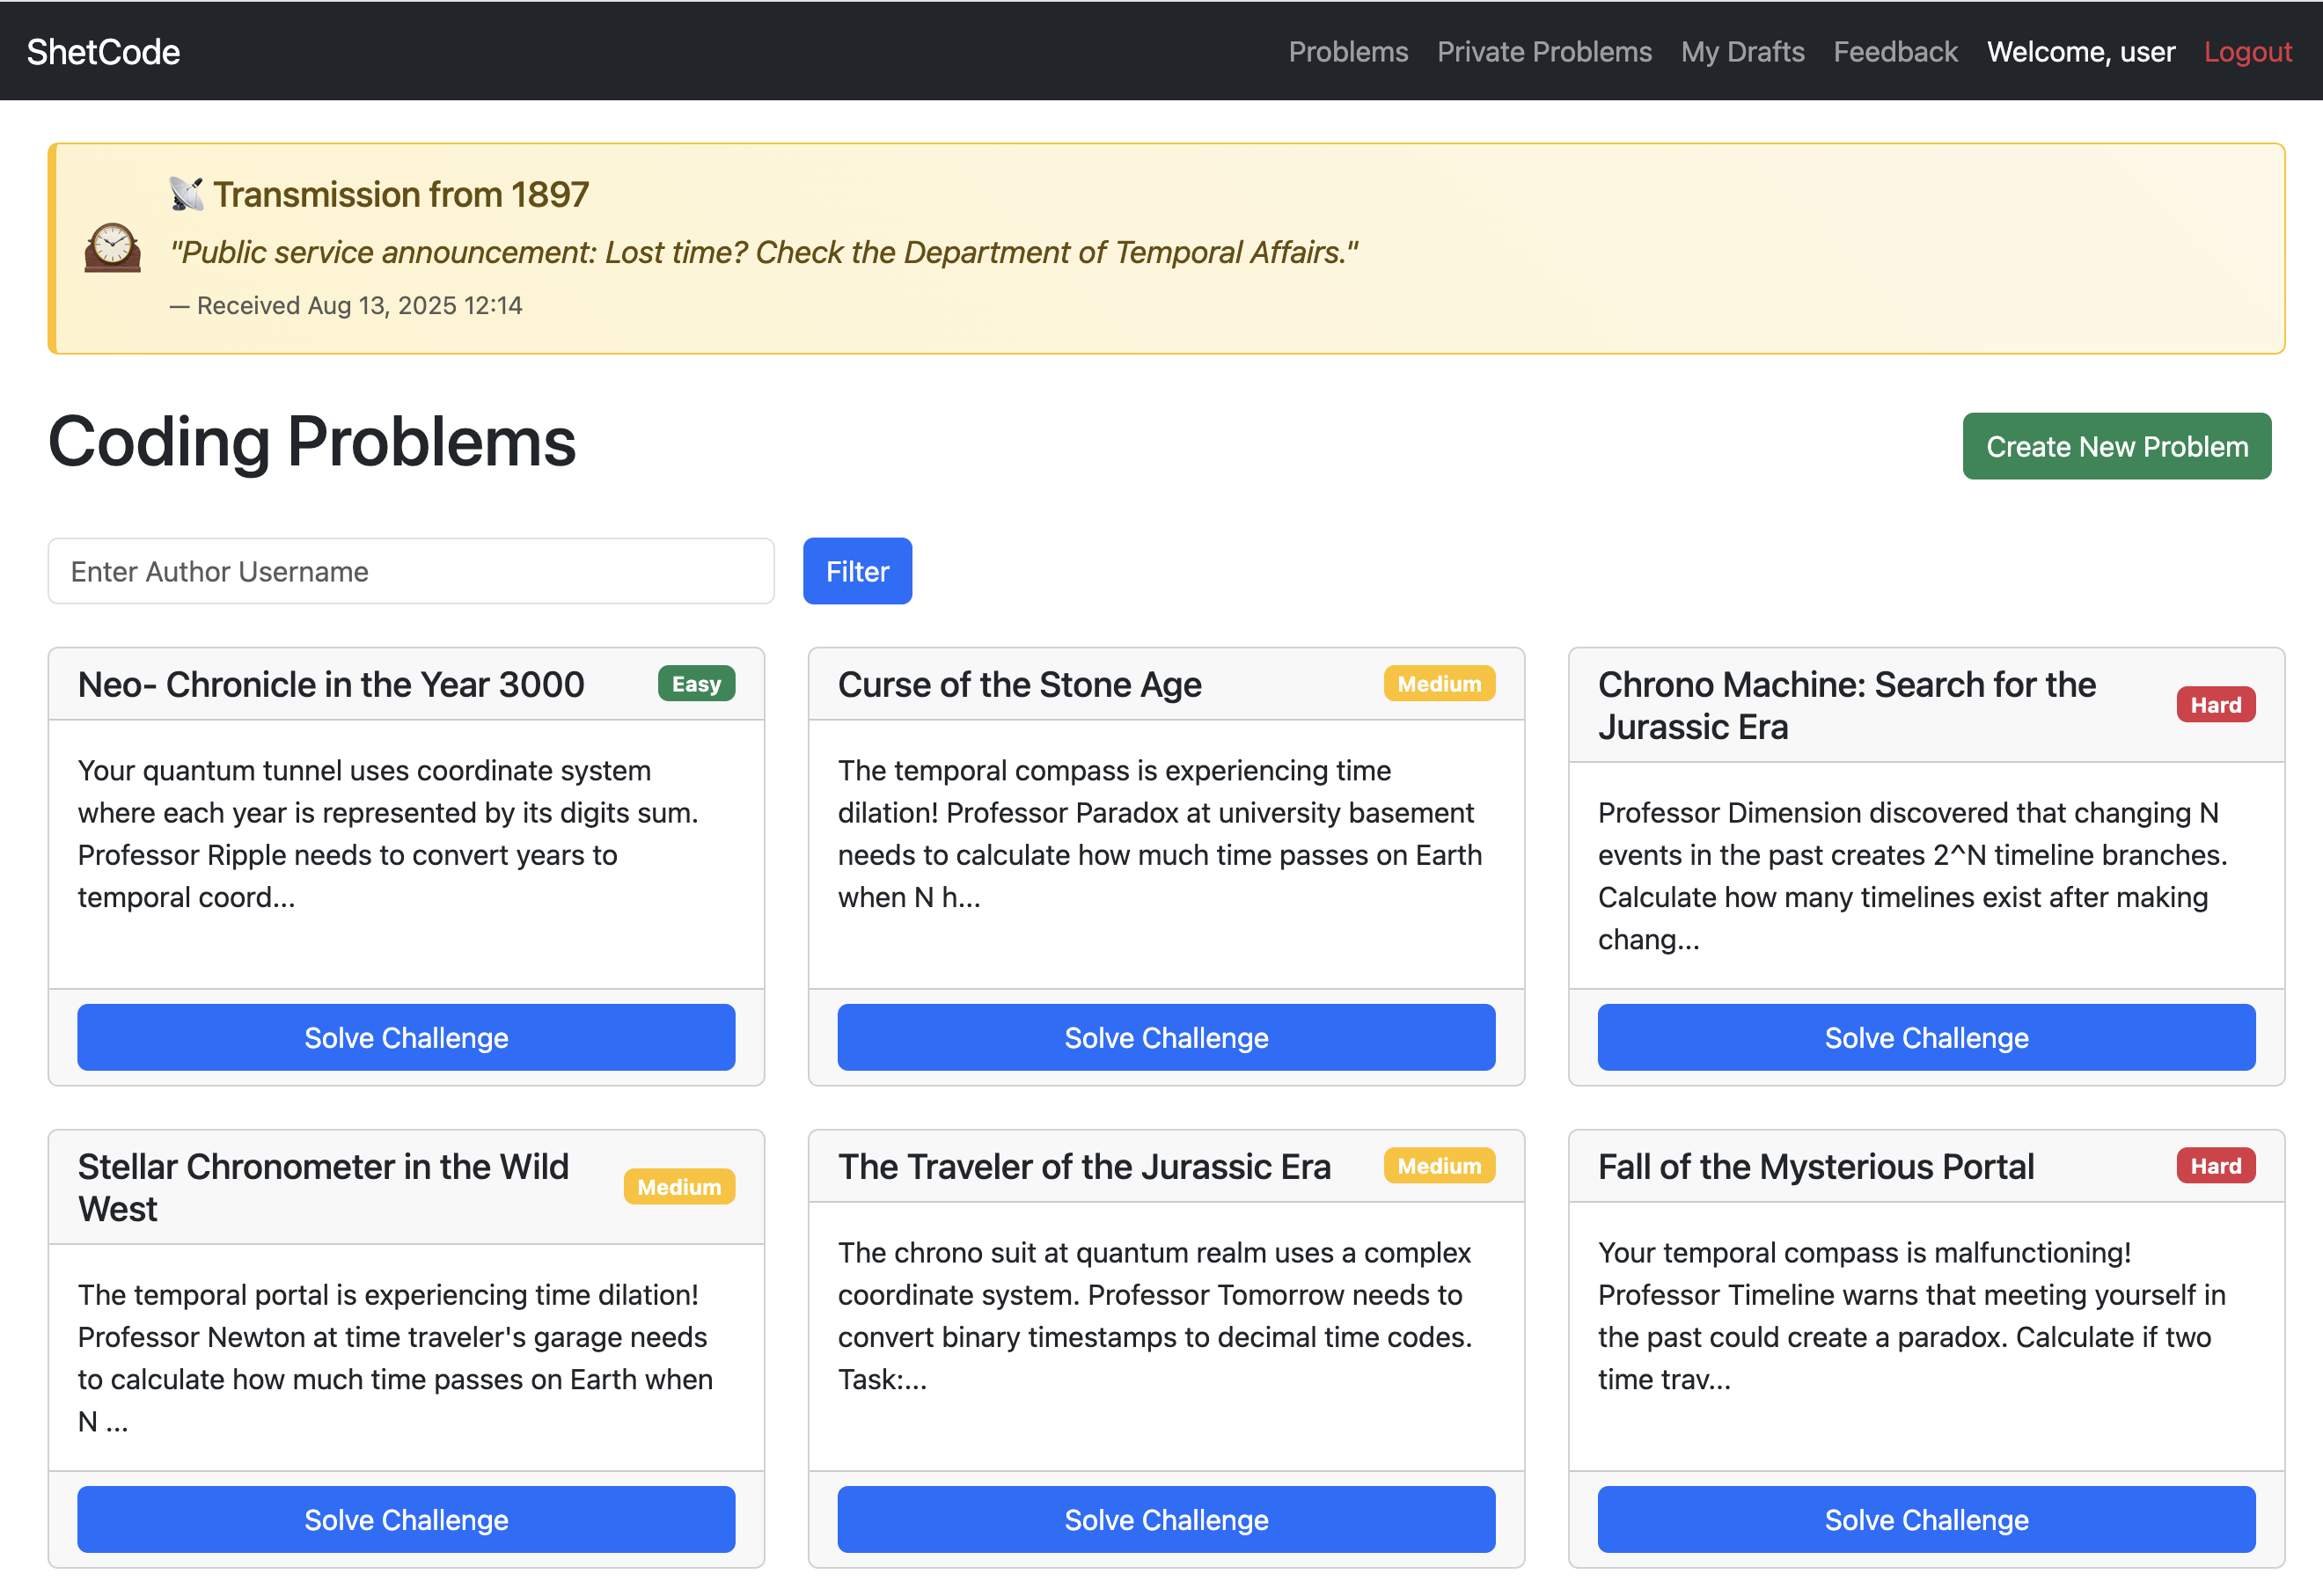 ShetCode
Problems Private Problems My Drafts Feedback Welcome, user Logout
Transmission from 1897
"Public service announcement: Lost time? Check the Department of Temporal Affairs."
— Received Aug 13, 2025 12:14
Coding Problems
Create New Problem
Enter Author Username
Filter
Neo- Chronicle in the Year 3000
Easy
Your quantum tunnel uses coordinate system
where each year is represented by its digits sum.
Professor Ripple needs to convert years to
temporal coord...
Solve Challenge
Curse of the Stone Age
Medium
The temporal compass is experiencing time
dilation! Professor Paradox at university basement
needs to calculate how much time passes on Earth
when N h...
Solve Challenge
Chrono Machine: Search for the
Jurassic Era
Hard
Professor Dimension discovered that changing N
events in the past creates 2^N timeline branches.
Calculate how many timelines exist after making
chang...
Solve Challenge
Stellar Chronometer in the Wild
West
Medium
The temporal portal is experiencing time dilation!
Professor Newton at time traveler's garage needs
to calculate how much time passes on Earth when
N ...
Solve Challenge
The Traveler of the Jurassic Era
Medium
The chrono suit at quantum realm uses a complex
coordinate system. Professor Tomorrow needs to
convert binary timestamps to decimal time codes.
Task:...
Solve Challenge
Fall of the Mysterious Portal
Hard
Your temporal compass is malfunctioning!
Professor Timeline warns that meeting yourself in
the past could create a paradox. Calculate if two
time trav...
Solve Challenge